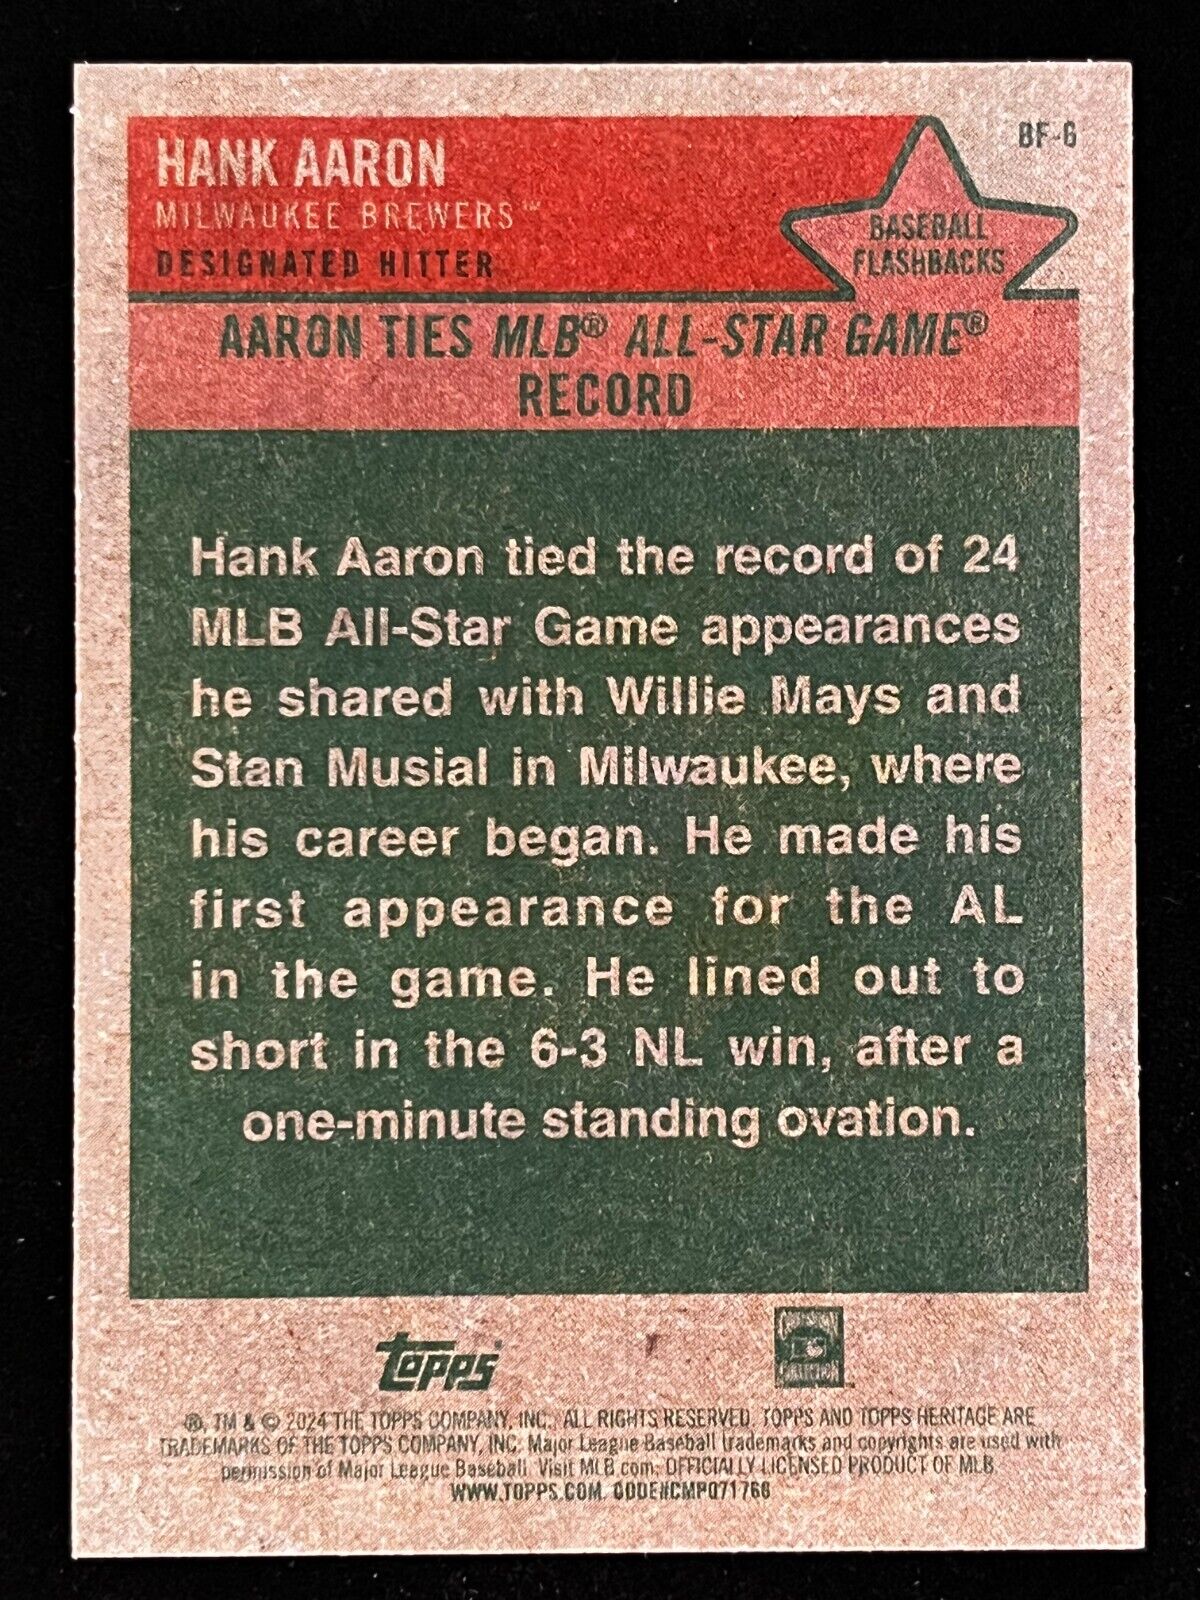 BF-6
HANK AARON
MILWAUKEE BREWERS™
DESIGNATED HITTER
BASEBALL
FLASHBACKS
AARON TIES MLB® ALL-STAR GAME®
RECORD
Hank Aaron tied the record of 24
MLB All-Star Game appearances
he shared with Willie Mays and
Stan Musial in Milwaukee, where
his career began. He made his
first appearance for the AL
in the game. He lined out to
short in the 6-3 NL win, after a
one-minute standing ovation.
topps
®, TM & © 2024 THE TOPPS COMPANY, INC. ALL RIGHTS RESERVED. TOPPS AND TOPPS HERITAGE ARE
TRADEMARKS OF THE TOPPS COMPANY, INC. Major League Baseball trademarks and copyrights are used with
permission of Major League Baseball. Visit MLB.com. OFFICIALLY LICENSED PRODUCT OF MLB.
WWW.TOPPS.COM. CODE#CMP071766